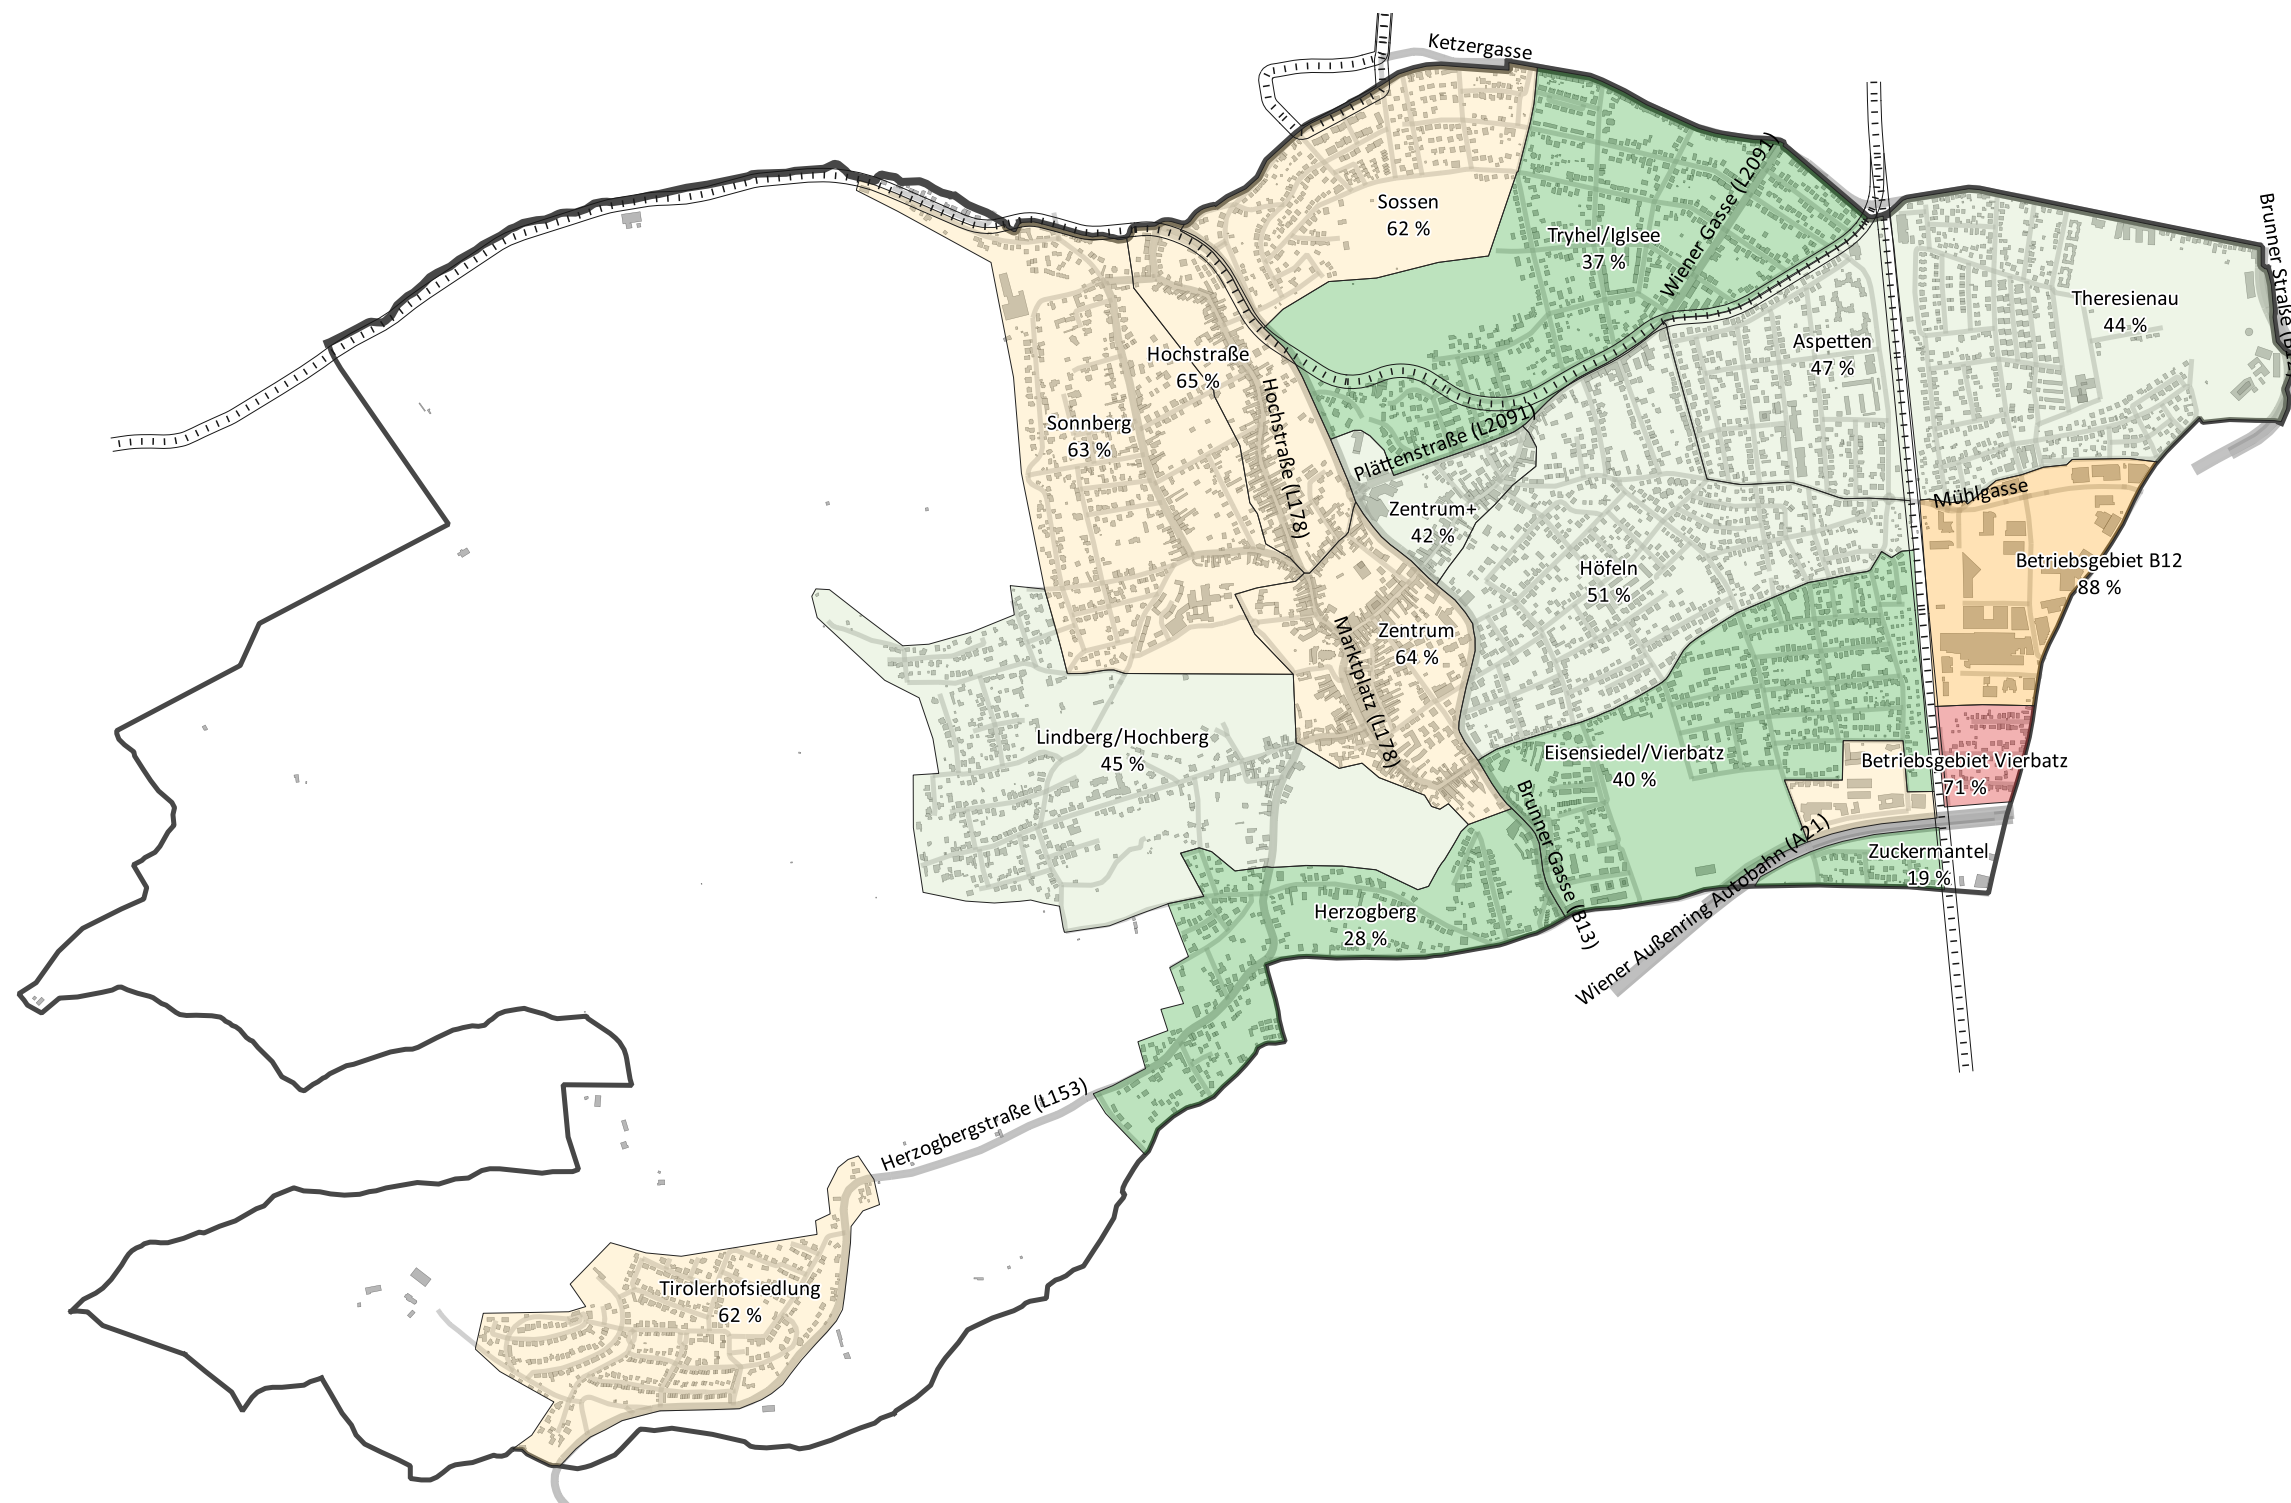 Ketzergasse
Brunner Straße
Sossen
62 %
Tryhel/Iglsee
37 %
Wiener Gasse (L2091)
Theresienau
44 %
Aspetten
47 %
Hochstraße
65 %
Hochstraße (L178)
Sonnberg
63 %
Plättenstraße (L2091)
Zentrum+
42 %
Mühlgasse
Betriebsgebiet B12
88 %
Höfeln
51 %
Zentrum
64 %
Marktplatz (L178)
Lindberg/Hochberg
45 %
Eisensiedel/Vierbatz
40 %
Betriebsgebiet Vierbatz
71 %
Brunner Gasse (B13)
Wiener Außenring Autobahn (A21)
Zuckermantel
19 %
Herzogberg
28 %
Herzogbergstraße (L153)
Tirolerhofsiedlung
62 %